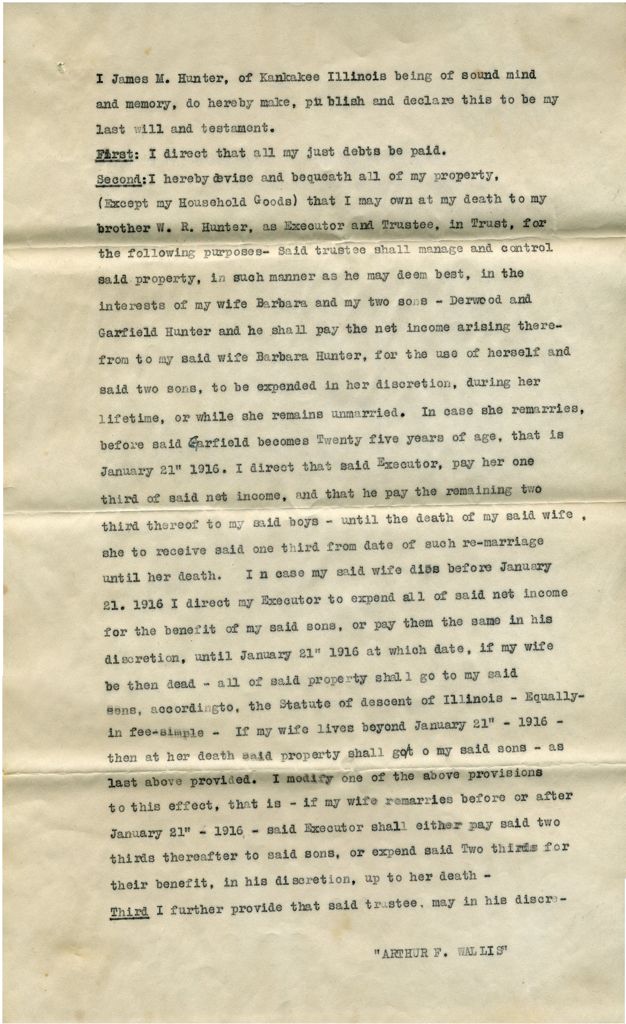 I James M. Hunter, of Kankakee Illinois being of sound mind
and memory, do hereby make, publish and declare this to be my
last will and testament.
First: I direct that all my just debts be paid.
Second:I hereby devise and bequeath all of my property,
(Except my Household Goods) that I may own at my death to my
brother W. R. Hunter, as Executor and Trustee, in Trust, for
the following purposes- Said trustee shall manage and control
said property, in such manner as he may deem best, in the
interests of my wife Barbara and my two sons - Derwood and
Garfield Hunter and he shall pay the net income arising there-
from to my said wife Barbara Hunter, for the use of herself and
said two sons, to be expended in her discretion, during her
lifetime, or while she remains unmarried. In case she remarries,
before said Garfield becomes Twenty five years of age, that is
January 21" 1916. I direct that said Executor, pay her one
third of said net income, and that he pay the remaining two
third thereof to my said boys - until the death of my said wife ,
she to receive said one third from date of such re-marriage
until her death. I n case my said wife dies before January
21. 1916 I direct my Executor to expend all of said net income
for the benefit of my said sons, or pay them the same in his
discretion, until January 21" 1916 at which date, if my wife
be then dead - all of said property shall go to my said
sons, accordingto, the Statute of descent of Illinois - Equally-
in fee-simple - If my wife lives beyond January 21" - 1916 -
then at her death said property shall got o my said sons - as
last above provided. I modify one of the above provisions
to this effect, that is - if my wife remarries before or after
January 21" - 1916 - said Executor shall either pay said two
thirds thereafter to said sons, or expend said Two thirds for
their benefit, in his discretion, up to her death -
Third I further provide that said trustee, may in his discre-
"ARTHUR F. WALLIS"